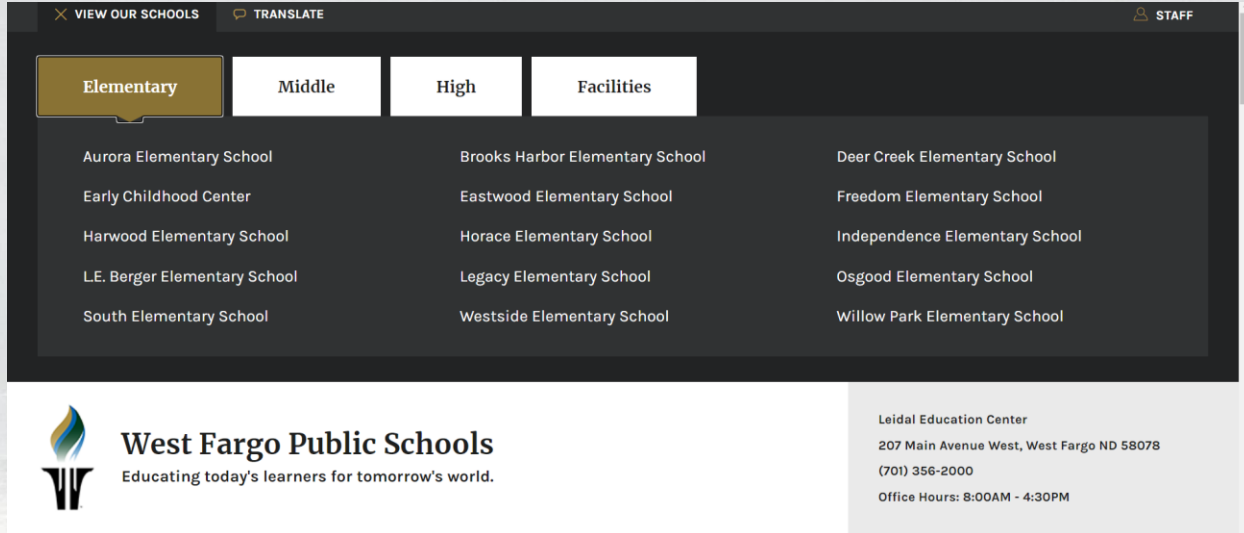 VIEW OUR SCHOOLS TRANSLATE STAFF
Elementary Middle High Facilities
Aurora Elementary School Brooks Harbor Elementary School Deer Creek Elementary School
Early Childhood Center Eastwood Elementary School Freedom Elementary School
Harwood Elementary School Horace Elementary School Independence Elementary School
L.E. Berger Elementary School Legacy Elementary School Osgood Elementary School
South Elementary School Westside Elementary School Willow Park Elementary School
West Fargo Public Schools
Educating today's learners for tomorrow's world.
Leidal Education Center
207 Main Avenue West, West Fargo ND 58078
(701) 356-2000
Office Hours: 8:00AM - 4:30PM